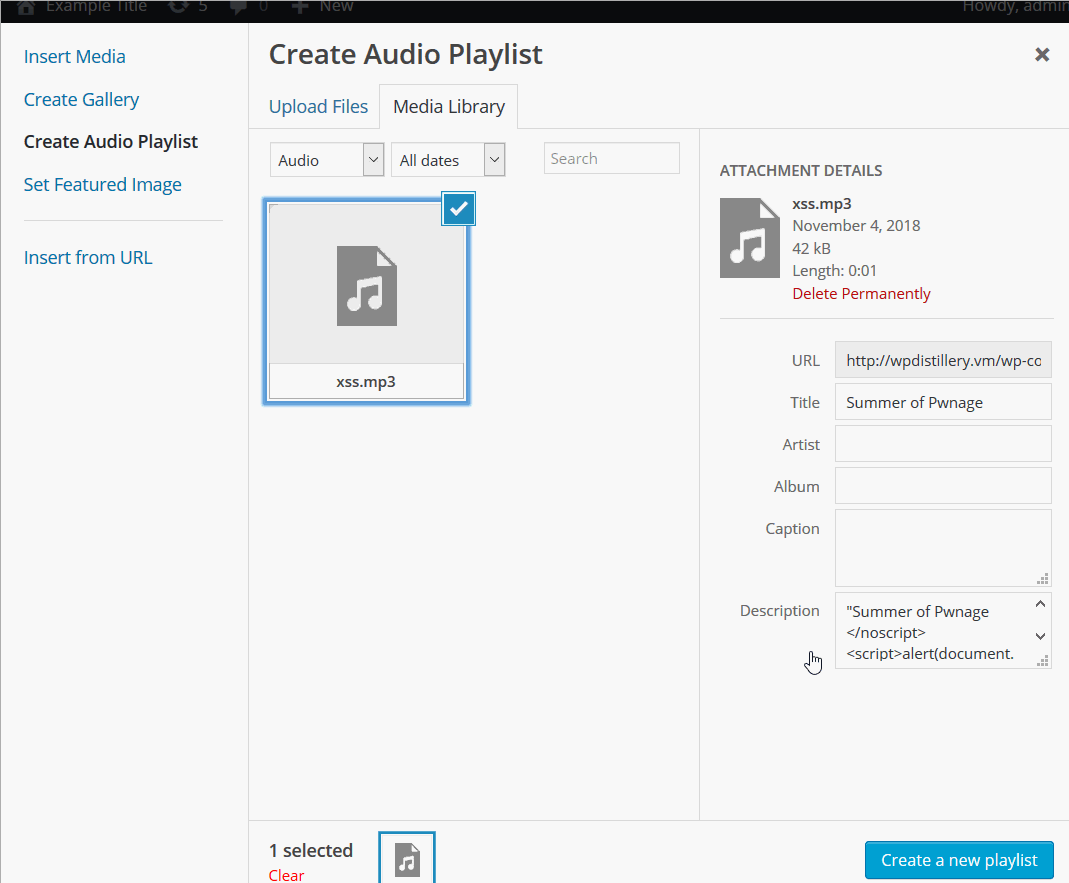 Example Title 5 0 New Howdy, admin
Insert Media
Create Gallery
Create Audio Playlist
Set Featured Image
Insert from URL
Create Audio Playlist
Upload Files
Media Library
Audio
All dates
Search
xss.mp3
ATTACHMENT DETAILS
xss.mp3
November 4, 2018
42 kB
Length: 0:01
Delete Permanently
URL http://wpdistillery.vm/wp-co
Title Summer of Pwnage
Artist
Album
Caption
Description "Summer of Pwnage
</noscript>
<script>alert(document.
1 selected
Clear
Create a new playlist